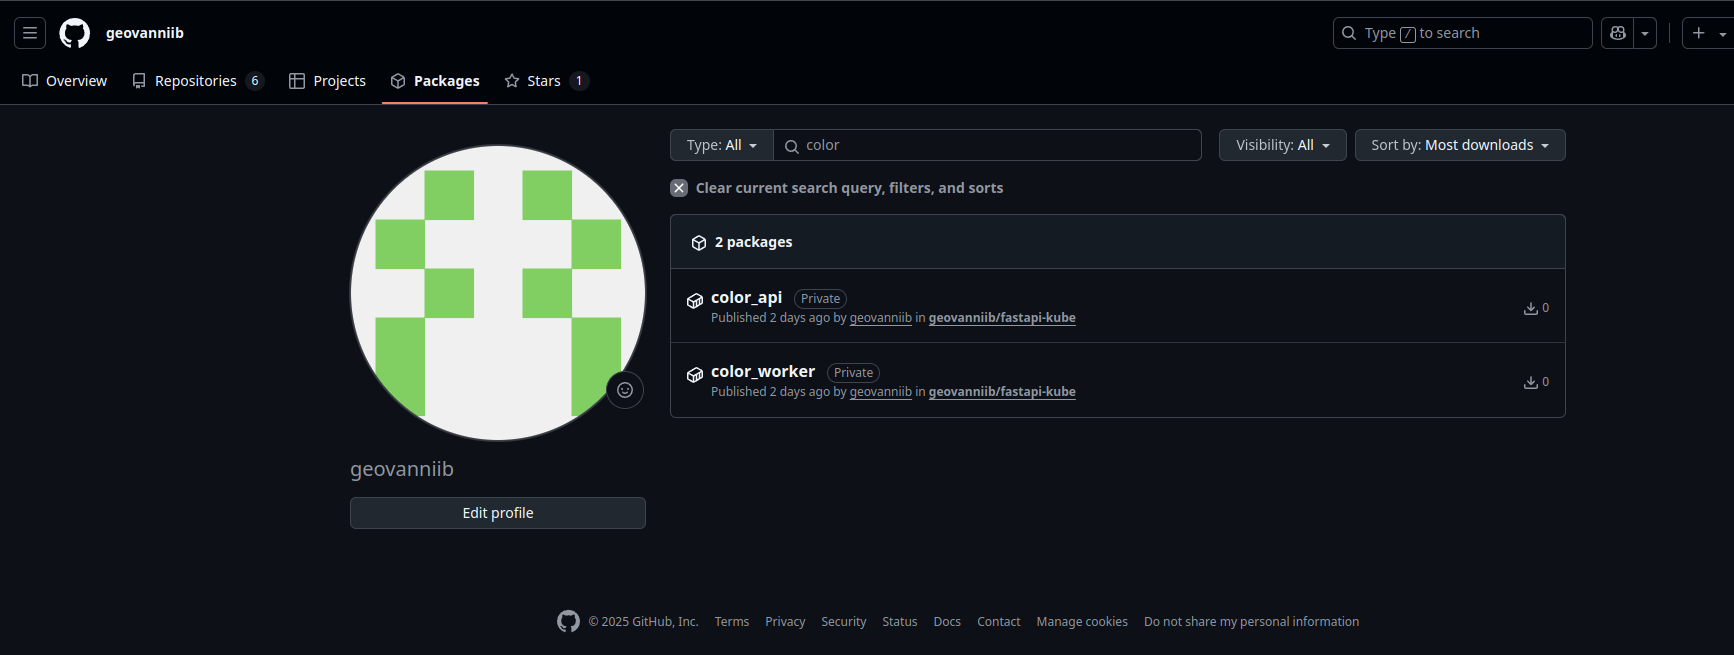 geovanniib
Type / to search
Overview Repositories 6 Projects Packages Stars 1
Type: All color Visibility: All Sort by: Most downloads
Clear current search query, filters, and sorts
2 packages
color_api Private
Published 2 days ago by geovanniib in geovanniib/fastapi-kube
0
color_worker Private
Published 2 days ago by geovanniib in geovanniib/fastapi-kube
0
geovanniib
Edit profile
© 2025 GitHub, Inc. Terms Privacy Security Status Docs Contact Manage cookies Do not share my personal information